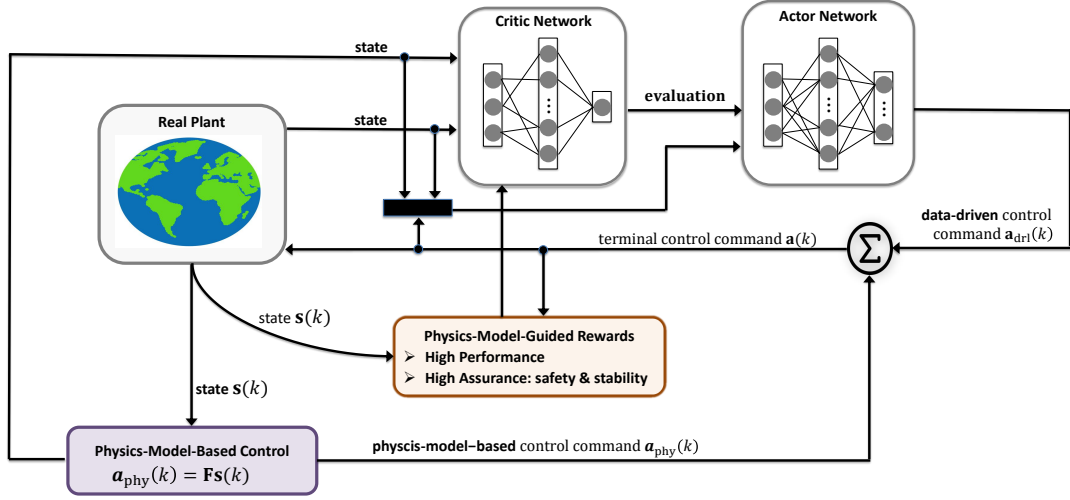 Critic Network
Actor Network
state
evaluation
Real Plant
state
data-driven control
command a_drl(k)
terminal control command a(k)
Σ
state s(k)
Physics-Model-Guided Rewards
➢ High Performance
➢ High Assurance: safety & stability
state s(k)
Physics-Model-Based Control
a_phy(k) = Fs(k)
physcis-model-based control command a_phy(k)